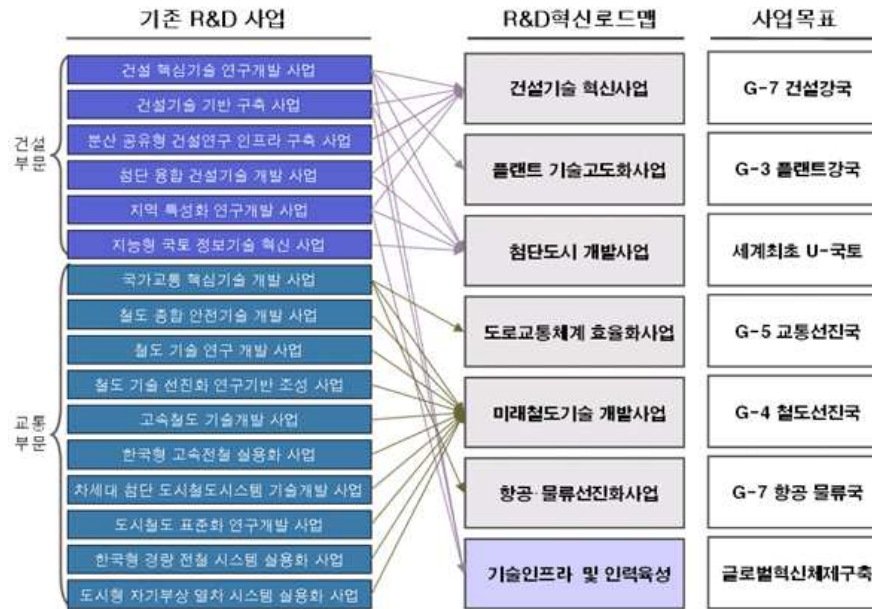 기존 R&D 사업
R&D혁신로드맵
사업목표
건설
부문
건설 핵심기술 연구개발 사업
건설기술 기반 구축 사업
분산 공유형 건설연구 인프라 구축 사업
첨단 융합 건설기술 개발 사업
지역 특성화 연구개발 사업
지능형 국토 정보기술 혁신 사업
교통
부문
국가교통 핵심기술 개발 사업
철도 종합 안전기술 개발 사업
철도 기술 연구 개발 사업
철도 기술 선진화 연구기반 조성 사업
고속철도 기술개발 사업
한국형 고속전철 실용화 사업
차세대 첨단 도시철도시스템 기술개발 사업
도시철도 표준화 연구개발 사업
한국형 경량 전철 시스템 실용화 사업
도시형 자기부상 열차 시스템 실용화 사업
건설기술 혁신사업
플랜트 기술고도화사업
첨단도시 개발사업
도로교통체계 효율화사업
미래철도기술 개발사업
항공·물류선진화사업
기술인프라 및 인력육성
G-7 건설강국
G-3 플랜트강국
세계최초 U-국토
G-5 교통선진국
G-4 철도선진국
G-7 항공 물류국
글로벌혁신체제구축